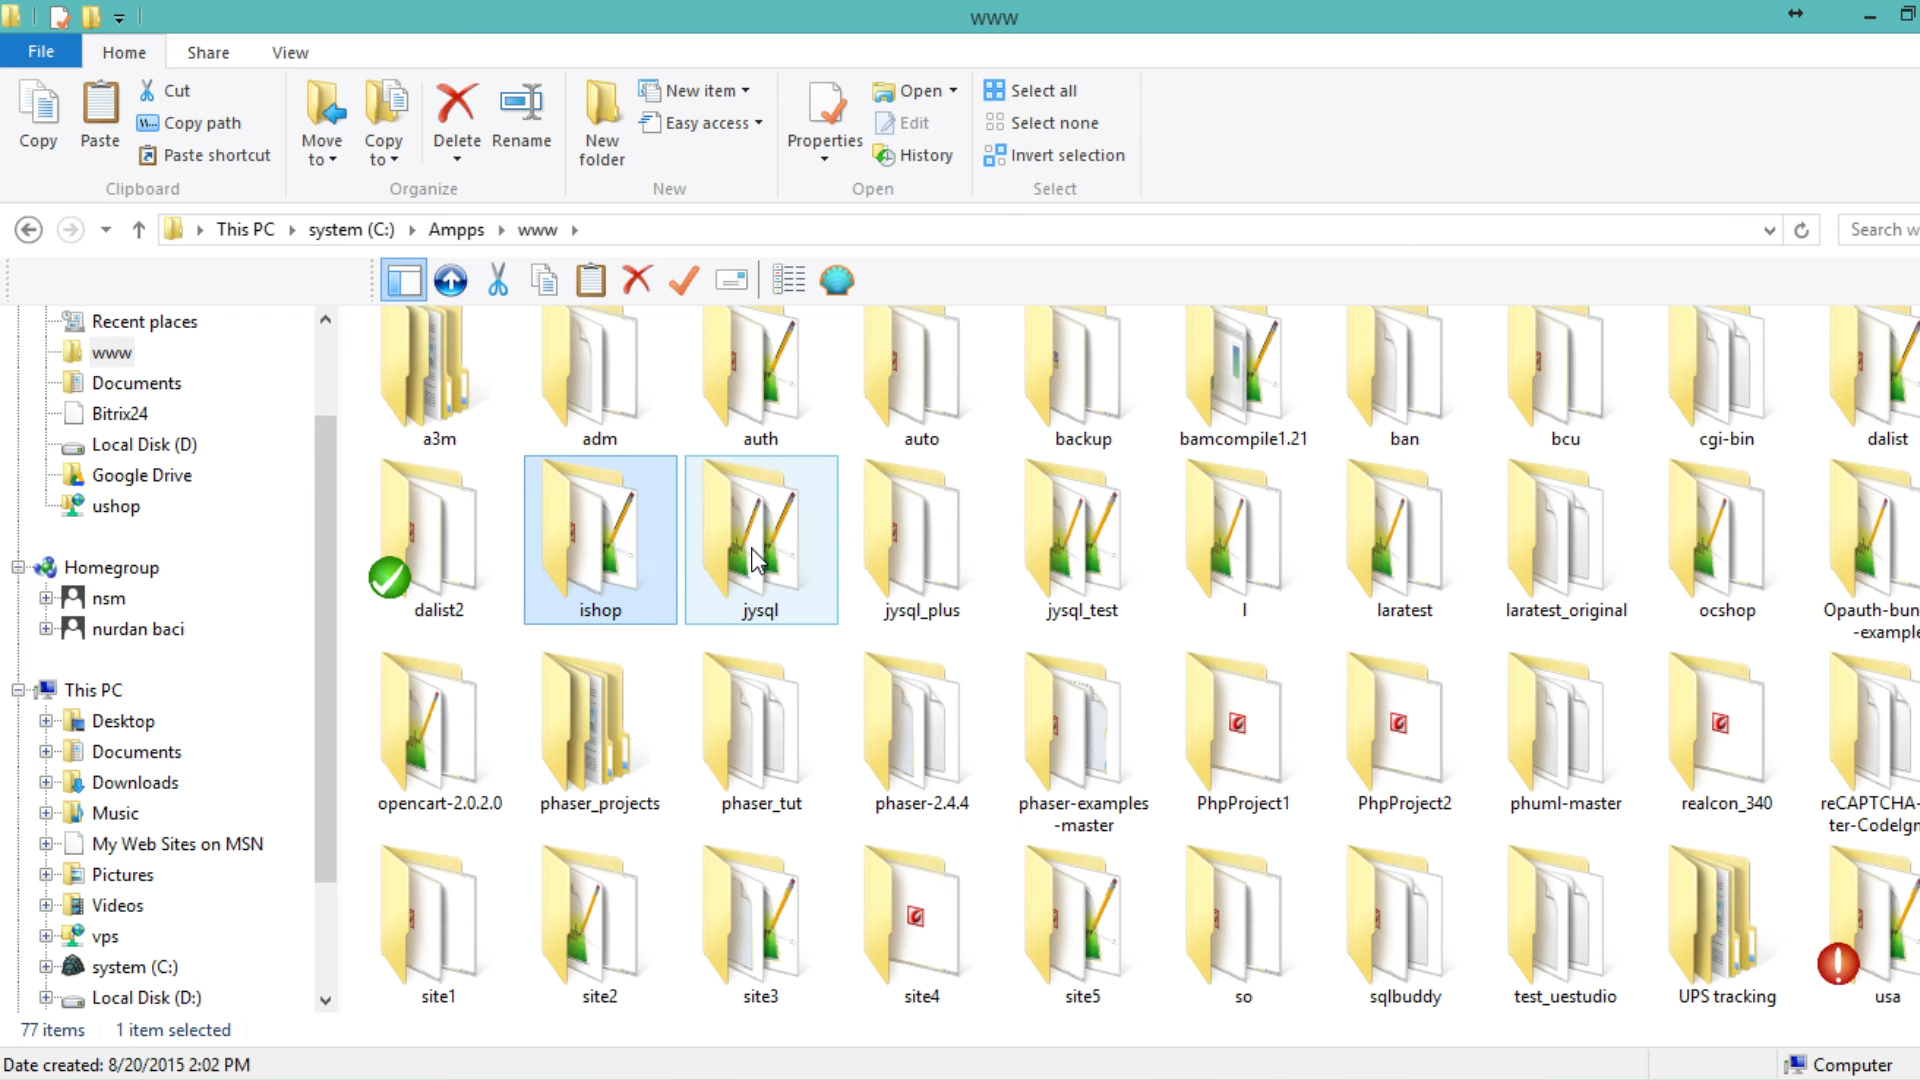 www
File Home Share View
Copy
Paste
Cut
Copy path
Paste shortcut
Clipboard
Move to
Copy to
Delete
Rename
Organize
New folder
New item
Easy access
New
Properties
Open
Edit
History
Open
Select all
Select none
Invert selection
Select
This PC system (C:) Ampps www
Search w
Recent places
www
Documents
Bitrix24
Local Disk (D)
Google Drive
ushop
Homegroup
nsm
nurdan baci
This PC
Desktop
Documents
Downloads
Music
My Web Sites on MSN
Pictures
Videos
vps
system (C:)
Local Disk (D:)
a3m adm auth auto backup bamcompile1.21 ban bcu cgi-bin dalist
dalist2 ishop jysql jysql_plus jysql_test l laratest laratest_original ocshop Opauth-bun
-example
opencart-2.0.2.0 phaser_projects phaser_tut phaser-2.4.4 phaser-examples PhpProject1 PhpProject2 phuml-master realcon_340 reCAPTCHA-
-master ter-CodeIgn
site1 site2 site3 site4 site5 so sqlbuddy test_uestudio UPS tracking usa
77 items 1 item selected
Date created: 8/20/2015 2:02 PM
Computer